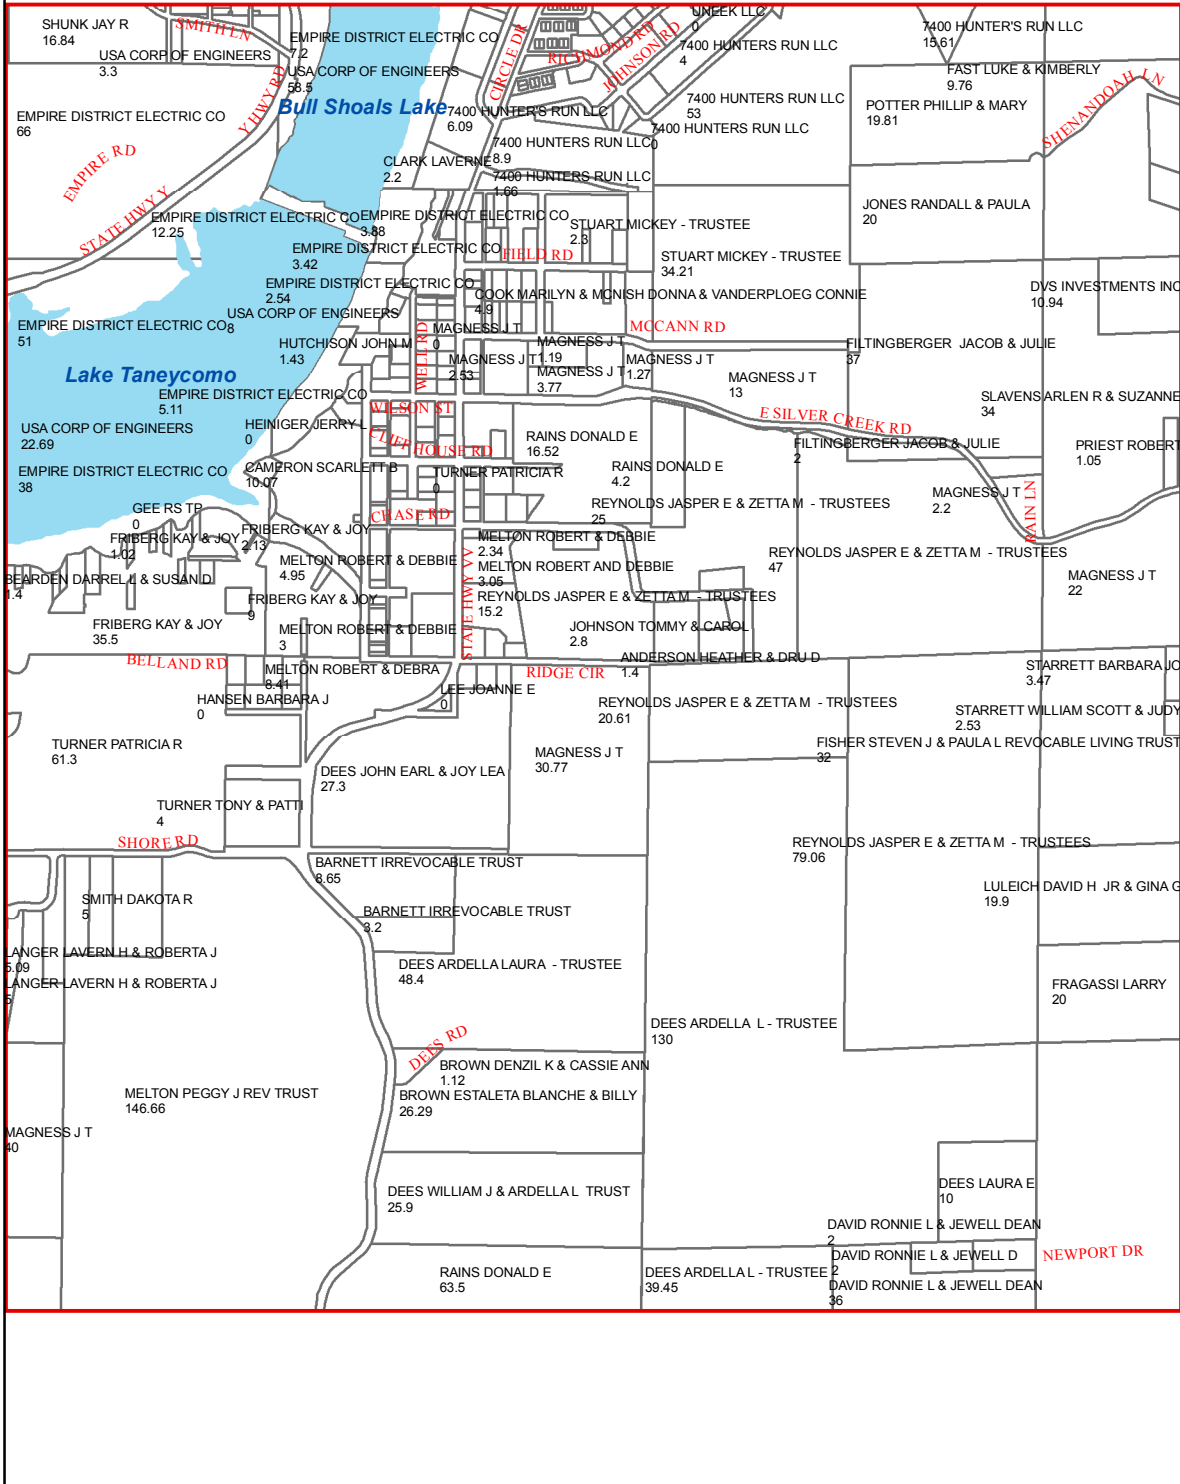 UNEEK LLC
0
SHUNK JAY R
16.84
SMITH LN
7400 HUNTER'S RUN LLC
15.61
EMPIRE DISTRICT ELECTRIC CO
7.2
CIRCLE DR
RICHMOND RD
JOHNSON RD
7400 HUNTERS RUN LLC
4
USA CORP OF ENGINEERS
3.3
USA CORP OF ENGINEERS
58.5
FAST LUKE & KIMBERLY
9.76
SHENANDOAH LN
Y HWY RD
Bull Shoals Lake
7400 HUNTER'S RUN LLC
6.09
7400 HUNTERS RUN LLC
53
POTTER PHILLIP & MARY
19.81
EMPIRE DISTRICT ELECTRIC CO
66
7400 HUNTERS RUN LLC
0
7400 HUNTERS RUN LLC
8.9
EMPIRE RD
CLARK LAVERNE
2.2
7400 HUNTERS RUN LLC
1.66
STATE HWY Y
JONES RANDALL & PAULA
20
EMPIRE DISTRICT ELECTRIC CO
12.25
EMPIRE DISTRICT ELECTRIC CO
3.88
STUART MICKEY - TRUSTEE
2.3
EMPIRE DISTRICT ELECTRIC CO
3.42
FIELD RD
STUART MICKEY - TRUSTEE
34.21
EMPIRE DISTRICT ELECTRIC CO
2.54
COOK MARILYN & MCNISH DONNA & VANDERPLOEG CONNIE
4.9
DVS INVESTMENTS INC
10.94
USA CORP OF ENGINEERS
8
EMPIRE DISTRICT ELECTRIC CO
51
MAGNESS J T
0
MCCANN RD
WELL RD
HUTCHISON JOHN M
1.43
MAGNESS J T
1.19
FILTINGBERGER JACOB & JULIE
37
MAGNESS J T
2.53
MAGNESS J T
1.27
MAGNESS J T
3.77
MAGNESS J T
13
Lake Taneycomo
EMPIRE DISTRICT ELECTRIC CO
5.11
SLAVENS ARLEN R & SUZANNE
34
WILSON ST
E SILVER CREEK RD
USA CORP OF ENGINEERS
22.69
HEINIGER JERRY L
0
CLIFF HOUSE RD
RAINS DONALD E
16.52
FILTINGBERGER JACOB & JULIE
2
PRIEST ROBERT
1.05
EMPIRE DISTRICT ELECTRIC CO
38
CAMERON SCARLETT B
10.07
TURNER PATRICIA R
0
RAINS DONALD E
4.2
MAGNESS J T
2.2
RAIN LN
GEE RS TP
0
CHASE RD
REYNOLDS JASPER E & ZETTA M - TRUSTEES
25
FRIBERG KAY & JOY
1.02
FRIBERG KAY & JOY
2.13
MELTON ROBERT & DEBBIE
2.34
REYNOLDS JASPER E & ZETTA M - TRUSTEES
47
MELTON ROBERT & DEBBIE
4.95
MELTON ROBERT AND DEBBIE
3.05
BEARDEN DARREL L & SUSAN D
1.4
MAGNESS J T
22
STATE HWY VV
FRIBERG KAY & JOY
9
REYNOLDS JASPER E & ZETTA M - TRUSTEES
15.2
FRIBERG KAY & JOY
35.5
MELTON ROBERT & DEBBIE
3
JOHNSON TOMMY & CAROL
2.8
BELLAND RD
MELTON ROBERT & DEBRA
8.41
RIDGE CIR
ANDERSON HEATHER & DRU D
1.4
STARRETT BARBARA JO
3.47
LEE JOANNE E
0
HANSEN BARBARA J
0
REYNOLDS JASPER E & ZETTA M - TRUSTEES
20.61
STARRETT WILLIAM SCOTT & JUDY
2.53
TURNER PATRICIA R
61.3
MAGNESS J T
30.77
FISHER STEVEN J & PAULA L REVOCABLE LIVING TRUST
32
DEES JOHN EARL & JOY LEA
27.3
TURNER TONY & PATTI
4
SHORE RD
REYNOLDS JASPER E & ZETTA M - TRUSTEES
79.06
BARNETT IRREVOCABLE TRUST
8.65
SMITH DAKOTA R
5
LULEICH DAVID H JR & GINA G
19.9
BARNETT IRREVOCABLE TRUST
3.2
LANGER LAVERN H & ROBERTA J
5.09
DEES ARDELLA LAURA - TRUSTEE
48.4
LANGER LAVERN H & ROBERTA J
5
FRAGASSI LARRY
20
DEES ARDELLA L - TRUSTEE
130
DEES RD
BROWN DENZIL K & CASSIE ANN
1.12
MELTON PEGGY J REV TRUST
146.66
BROWN ESTALETA BLANCHE & BILLY
26.29
MAGNESS J T
40
DEES WILLIAM J & ARDELLA L TRUST
25.9
DEES LAURA E
10
DAVID RONNIE L & JEWELL DEAN
2
DAVID RONNIE L & JEWELL D
2
NEWPORT DR
RAINS DONALD E
63.5
DEES ARDELLA L - TRUSTEE
39.45
DAVID RONNIE L & JEWELL DEAN
36